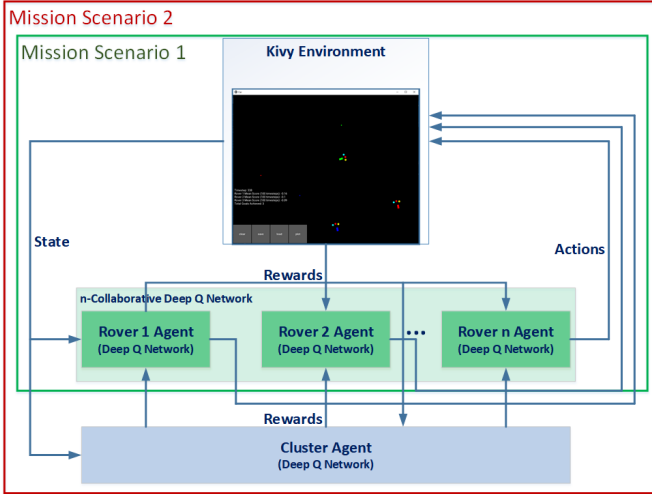 Mission Scenario 2
Mission Scenario 1
Kivy Environment
State
Actions
Rewards
n-Collaborative Deep Q Network
Rover 1 Agent
(Deep Q Network)
Rover 2 Agent
(Deep Q Network)
...
Rover n Agent
(Deep Q Network)
Rewards
Cluster Agent
(Deep Q Network)